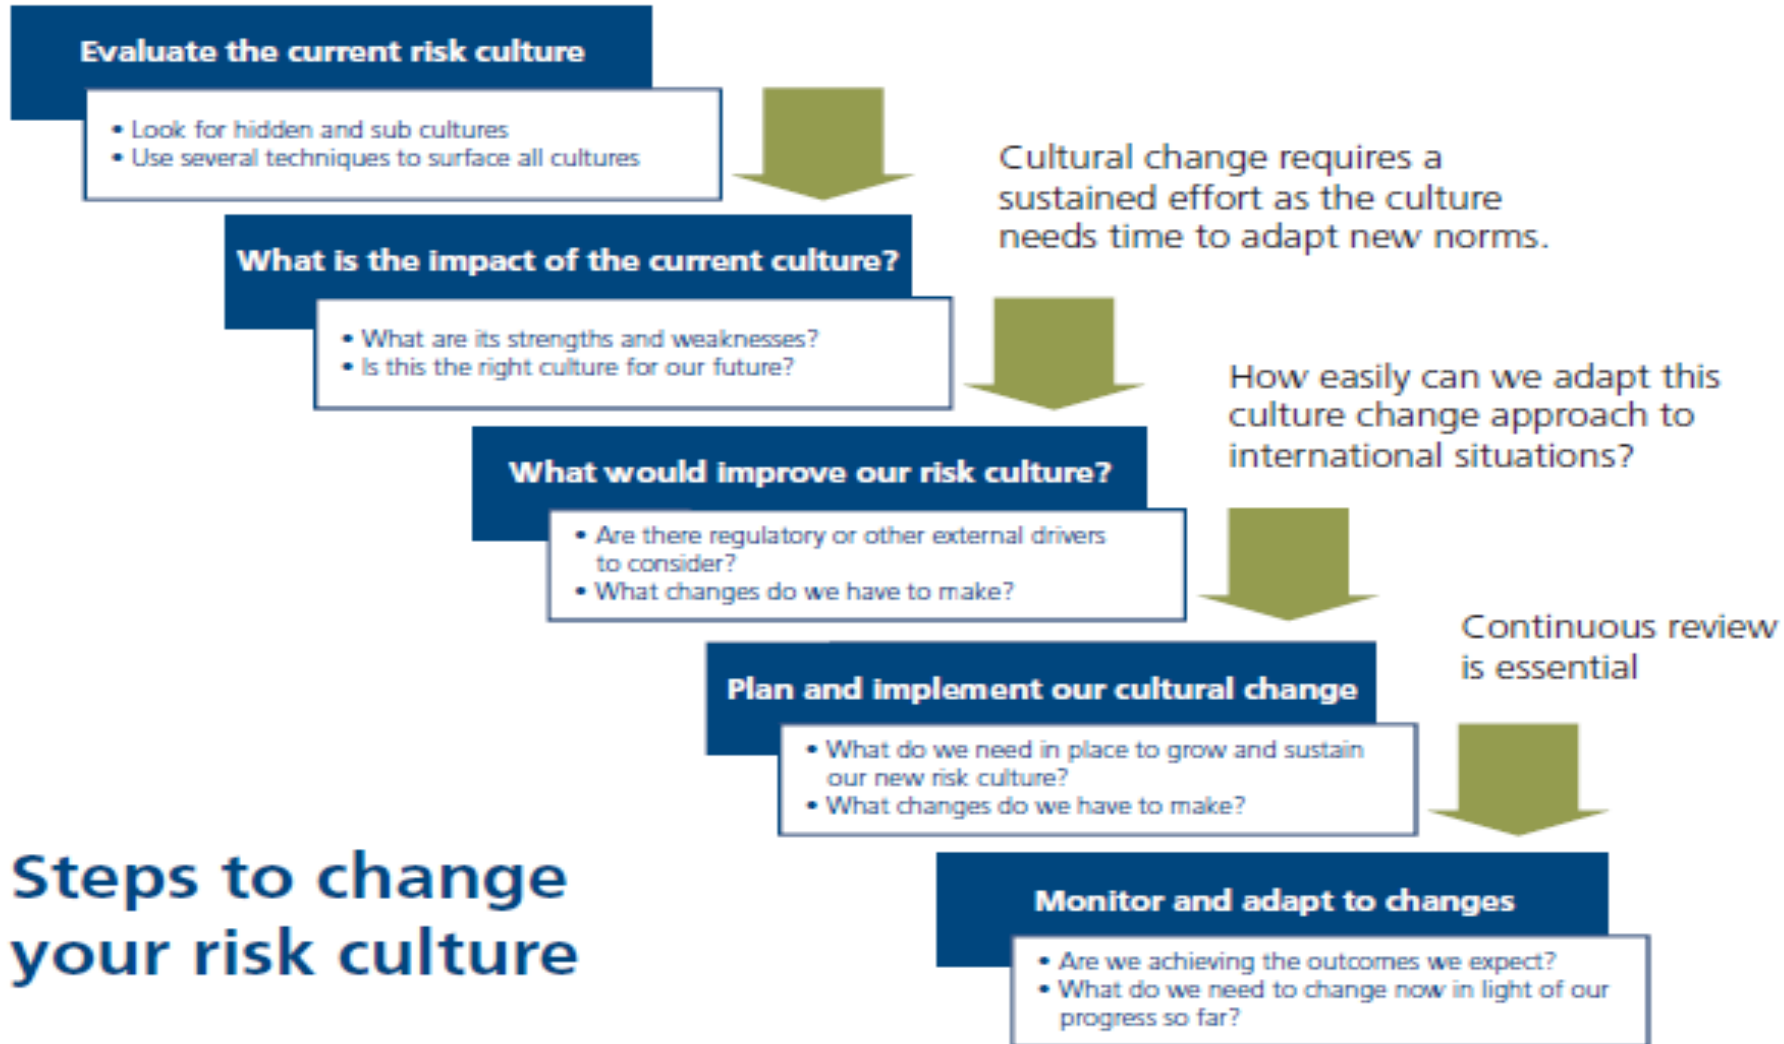 Evaluate the current risk culture
• Look for hidden and sub cultures
• Use several techniques to surface all cultures
Cultural change requires a
sustained effort as the culture
needs time to adapt new norms.
What is the impact of the current culture?
• What are its strengths and weaknesses?
• Is this the right culture for our future?
How easily can we adapt this
culture change approach to
international situations?
What would improve our risk culture?
• Are there regulatory or other external drivers
to consider?
• What changes do we have to make?
Continuous review
is essential
Plan and implement our cultural change
• What do we need in place to grow and sustain
our new risk culture?
• What changes do we have to make?
Steps to change
your risk culture
Monitor and adapt to changes
• Are we achieving the outcomes we expect?
• What do we need to change now in light of our
progress so far?